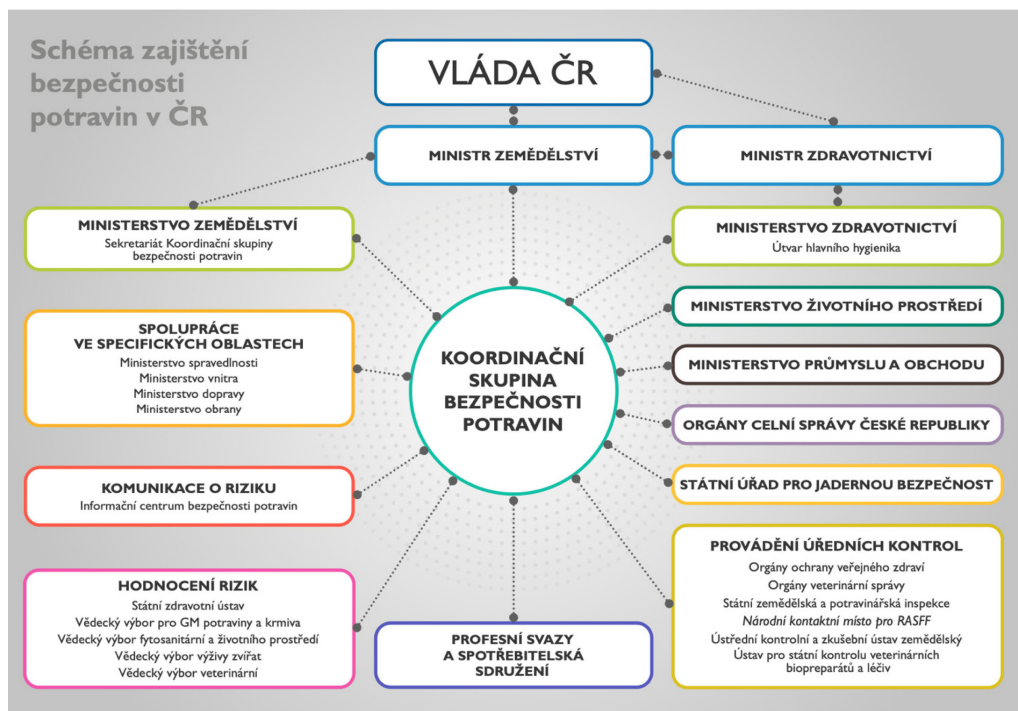 Schéma zajištění
bezpečnosti
potravin v ČR
VLÁDA ČR
MINISTR ZEMĚDĚLSTVÍ
MINISTR ZDRAVOTNICTVÍ
MINISTERSTVO ZEMĚDĚLSTVÍ
Sekretariát Koordinační skupiny
bezpečnosti potravin
MINISTERSTVO ZDRAVOTNICTVÍ
Útvar hlavního hygienika
SPOLUPRÁCE
VE SPECIFICKÝCH OBLASTECH
Ministerstvo spravedlnosti
Ministerstvo vnitra
Ministerstvo dopravy
Ministerstvo obrany
KOORDINAČNÍ
SKUPINA
BEZPEČNOSTI
POTRAVIN
MINISTERSTVO ŽIVOTNÍHO PROSTŘEDÍ
MINISTERSTVO PRŮMYSLU A OBCHODU
ORGÁNY CELNÍ SPRÁVY ČESKÉ REPUBLIKY
STÁTNÍ ÚŘAD PRO JADERNOU BEZPEČNOST
KOMUNIKACE O RIZIKU
Informační centrum bezpečnosti potravin
HODNOCENÍ RIZIK
Státní zdravotní ústav
Vědecký výbor pro GM potraviny a krmiva
Vědecký výbor fytosanitární a životního prostředí
Vědecký výbor výživy zvířat
Vědecký výbor veterinární
PROFESNÍ SVAZY
A SPOTŘEBITELSKÁ
SDRUŽENÍ
PROVÁDĚNÍ ÚŘEDNÍCH KONTROL
Orgány ochrany veřejného zdraví
Orgány veterinární správy
Státní zemědělská a potravinářská inspekce
Národní kontaktní místo pro RASFF
Ústřední kontrolní a zkušební ústav zemědělský
Ústav pro státní kontrolu veterinárních
biopreparátů a léčiv